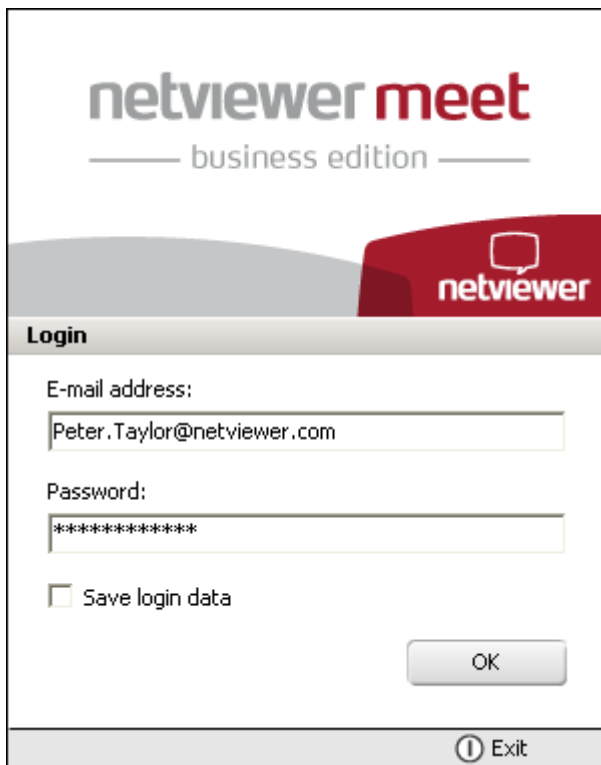 netviewer meet
business edition
netviewer
Login
E-mail address:
Peter.Taylor@netviewer.com
Password:
************
Save login data
OK
Exit